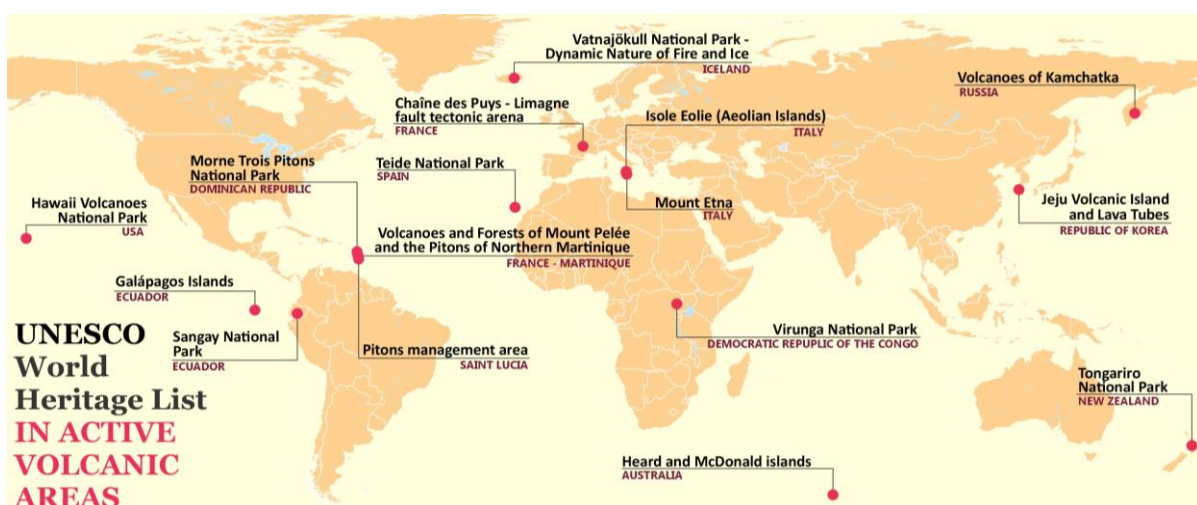 Vatnajökull National Park -
Dynamic Nature of Fire and Ice
ICELAND
Volcanoes of Kamchatka
RUSSIA
Chaîne des Puys - Limagne
fault tectonic arena
FRANCE
Isole Eolie (Aeolian Islands)
ITALY
Morne Trois Pitons
National Park
DOMINICAN REPUBLIC
Teide National Park
SPAIN
Mount Etna
ITALY
Jeju Volcanic Island
and Lava Tubes
REPUBLIC OF KOREA
Hawaii Volcanoes
National Park
USA
Volcanoes and Forests of Mount Pelée
and the Pitons of Northern Martinique
FRANCE - MARTINIQUE
Galápagos Islands
ECUADOR
Sangay National
Park
ECUADOR
Pitons management area
SAINT LUCIA
Virunga National Park
DEMOCRATIC REPUPLIC OF THE CONGO
Tongariro
National Park
NEW ZEALAND
Heard and McDonald islands
AUSTRALIA
UNESCO
World
Heritage List
IN ACTIVE
VOLCANIC
AREAS